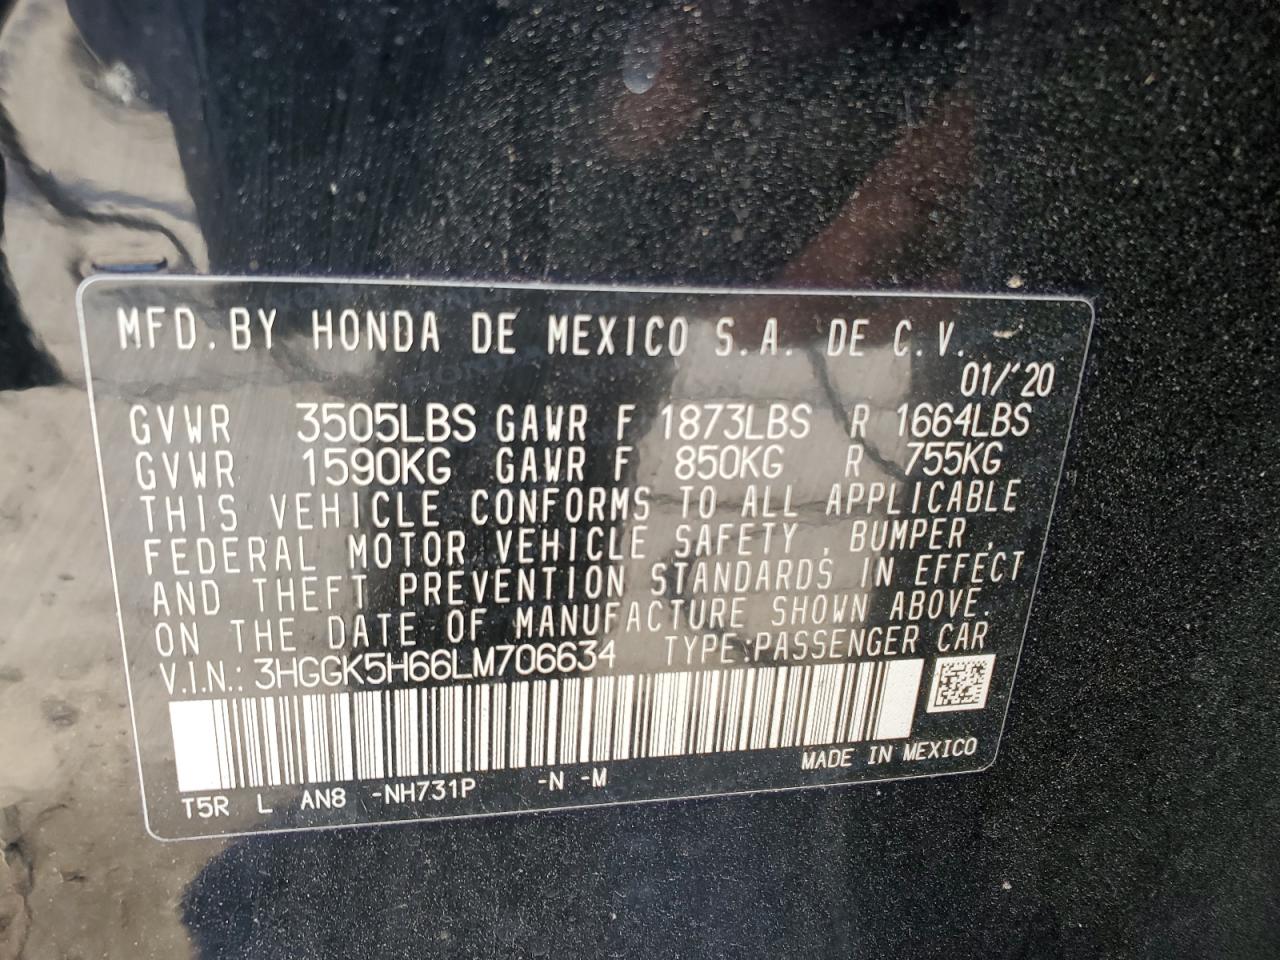 MFD. BY HONDA DE MEXICO S.A. DE C.V.
01/'20
GVWR 3505LBS GAWR F 1873LBS R 1664LBS
GVWR 1590KG GAWR F 850KG R 755KG
THIS VEHICLE CONFORMS TO ALL APPLICABLE
FEDERAL MOTOR VEHICLE SAFETY, BUMPER,
AND THEFT PREVENTION STANDARDS IN EFFECT
ON THE DATE OF MANUFACTURE SHOWN ABOVE.
V.I.N.: 3HGGK5H66LM706634 TYPE:PASSENGER CAR
MADE IN MEXICO
T5R L AN8 -NH731P -N -M